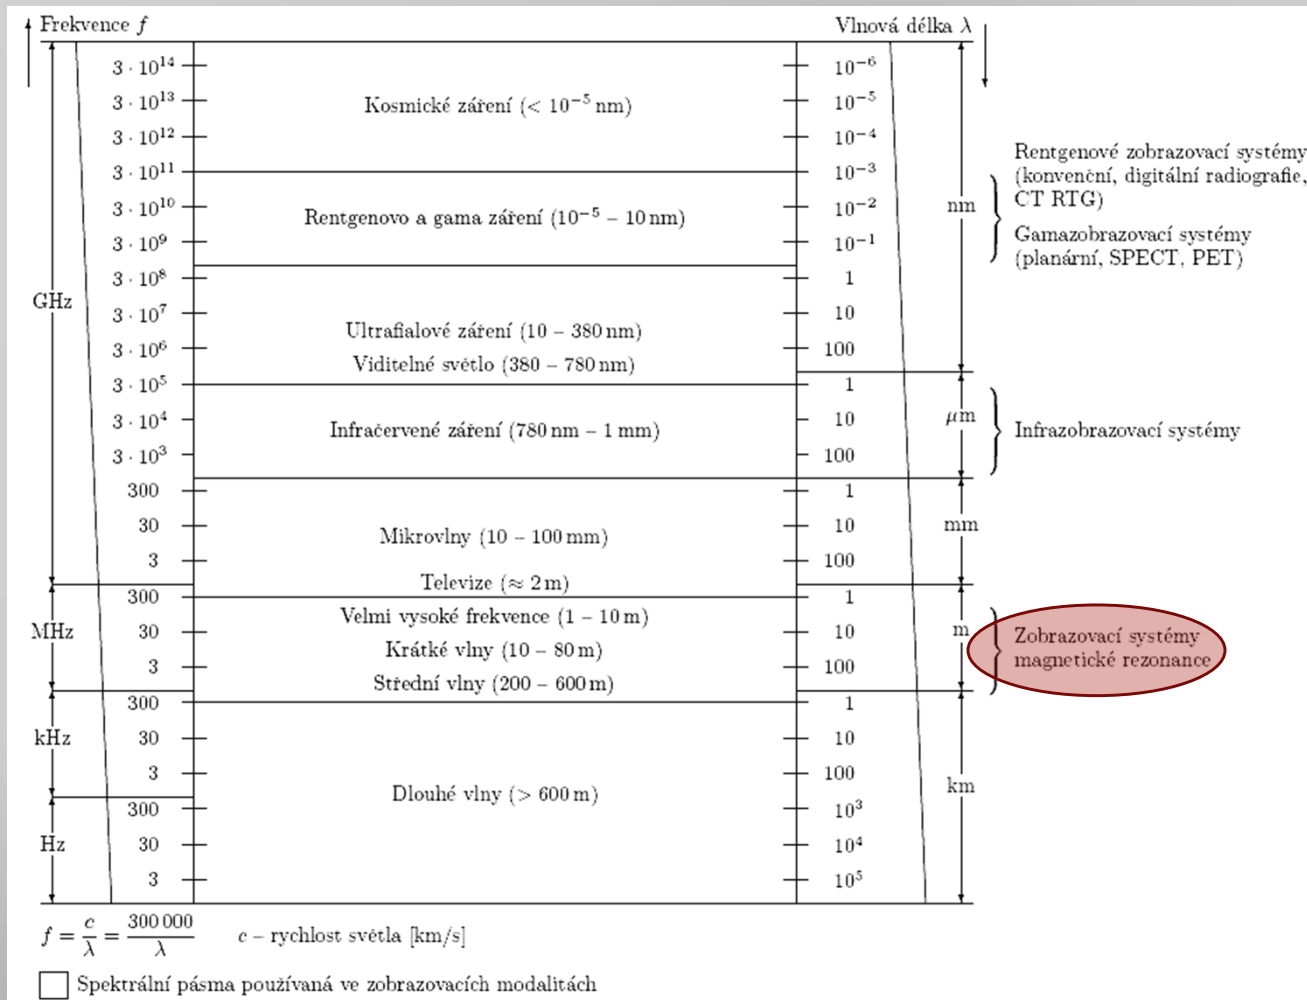 Frekvence f
Vlnová délka λ
3 · 10¹⁴
10⁻⁶
Kosmické záření (< 10⁻⁵ nm)
3 · 10¹³
10⁻⁵
3 · 10¹²
10⁻⁴
3 · 10¹¹
10⁻³
Rentgenové zobrazovací systémy
(konvenční, digitální radiografie,
CT RTG)
3 · 10¹⁰
Rentgenovo a gama záření (10⁻⁵ – 10 nm)
10⁻²
nm
3 · 10⁹
10⁻¹
Gamazobrazovací systémy
(planární, SPECT, PET)
3 · 10⁸
1
GHz
3 · 10⁷
10
Ultrafialové záření (10 – 380 nm)
3 · 10⁶
100
Viditelné světlo (380 – 780 nm)
3 · 10⁵
1
3 · 10⁴
Infračervené záření (780 nm – 1 mm)
10
μm
Infrazobrazovací systémy
3 · 10³
100
300
1
30
Mikrovlny (10 – 100 mm)
10
mm
3
100
Televize (≈ 2 m)
300
1
Velmi vysoké frekvence (1 – 10 m)
MHz
30
10
m
Zobrazovací systémy
magnetické rezonance
Krátké vlny (10 – 80 m)
3
100
Střední vlny (200 – 600 m)
300
1
kHz
30
10
3
100
Dlouhé vlny (> 600 m)
km
300
10³
Hz
30
10⁴
3
10⁵
f = c/λ = 300 000/λ c – rychlost světla [km/s]
Spektrální pásma používaná ve zobrazovacích modalitách